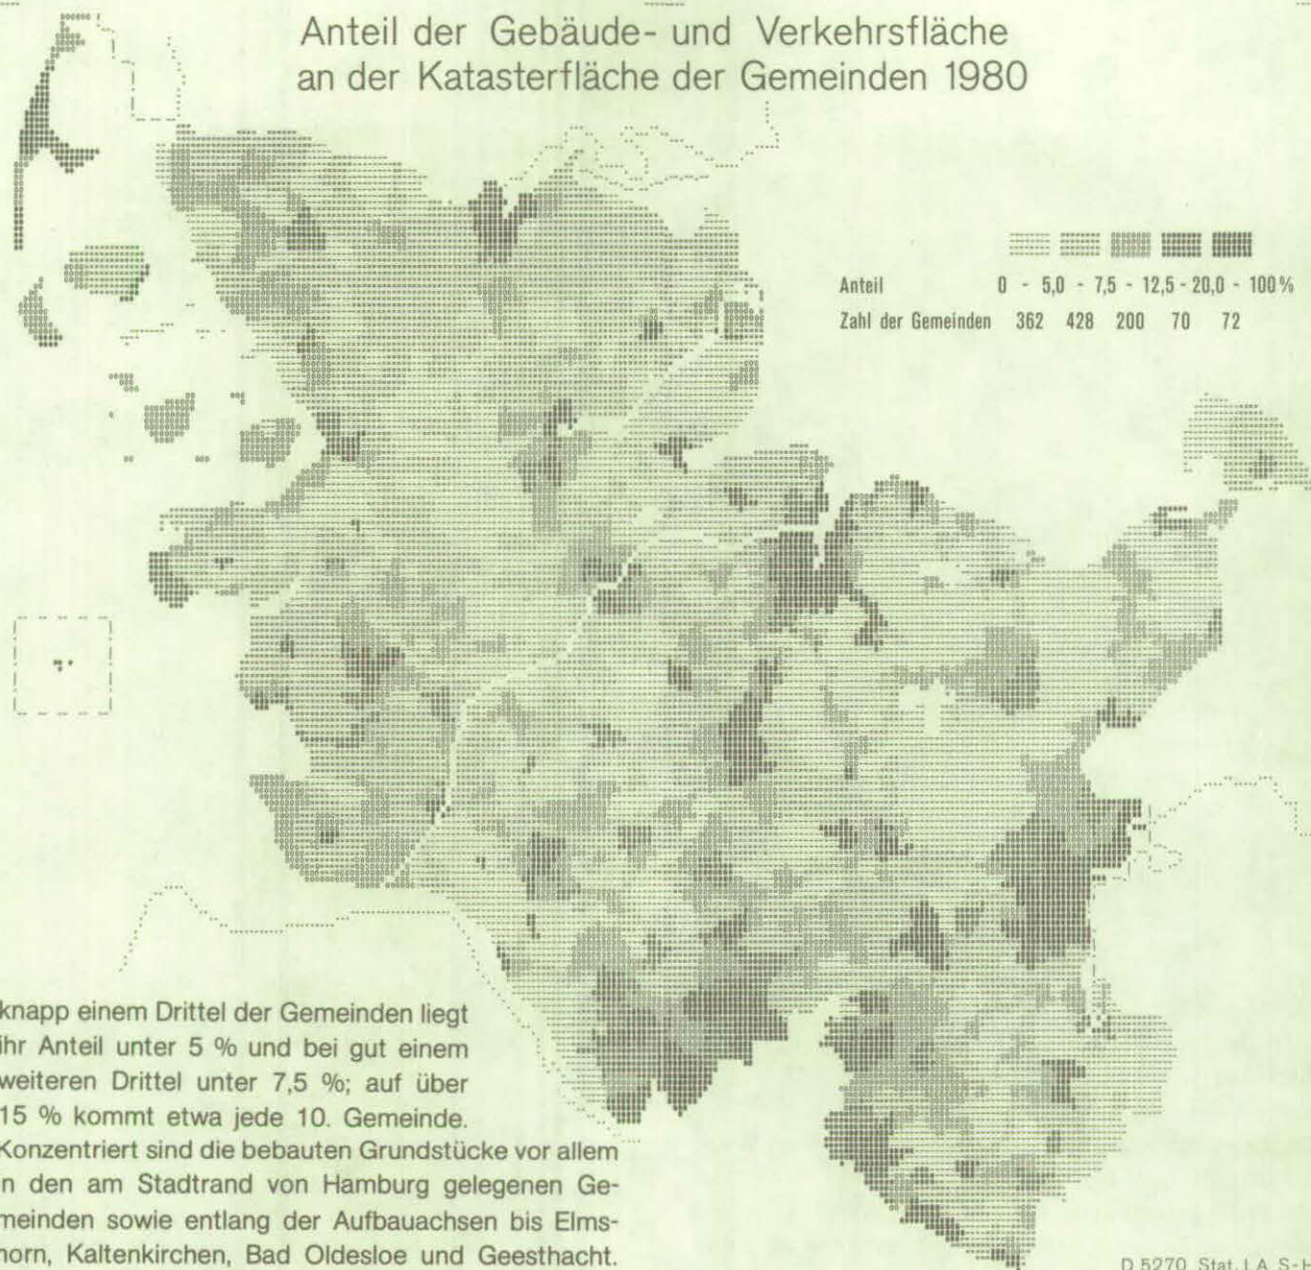 Anteil der Gebäude- und Verkehrsfläche
an der Katasterfläche der Gemeinden 1980
Anteil 0 - 5,0 - 7,5 - 12,5 - 20,0 - 100 %
Zahl der Gemeinden 362 428 200 70 72
knapp einem Drittel der Gemeinden liegt
ihr Anteil unter 5 % und bei gut einem
weiteren Drittel unter 7,5 %; auf über
15 % kommt etwa jede 10. Gemeinde.
Konzentriert sind die bebauten Grundstücke vor allem
n den am Stadtrand von Hamburg gelegenen Ge-
meinden sowie entlang der Aufbauachsen bis Elms-
horn, Kaltenkirchen, Bad Oldesloe und Geesthacht.
D 5270 Stat. LA S-H